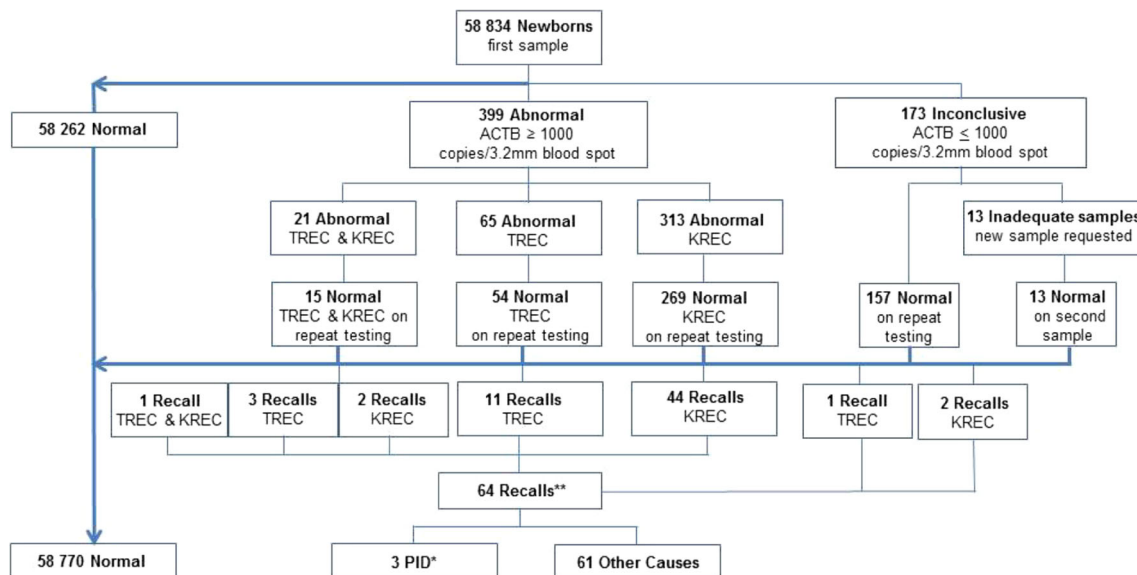 58 834 Newborns
first sample
58 262 Normal
399 Abnormal
ACTB ≥ 1000
copies/3.2mm blood spot
173 Inconclusive
ACTB ≤ 1000
copies/3.2mm blood spot
21 Abnormal
TREC & KREC
65 Abnormal
TREC
313 Abnormal
KREC
13 Inadequate samples
new sample requested
15 Normal
TREC & KREC on
repeat testing
54 Normal
TREC
on repeat testing
269 Normal
KREC
on repeat testing
157 Normal
on repeat
testing
13 Normal
on second
sample
1 Recall
TREC & KREC
3 Recalls
TREC
2 Recalls
KREC
11 Recalls
TREC
44 Recalls
KREC
1 Recall
TREC
2 Recalls
KREC
64 Recalls**
58 770 Normal
3 PID*
61 Other Causes